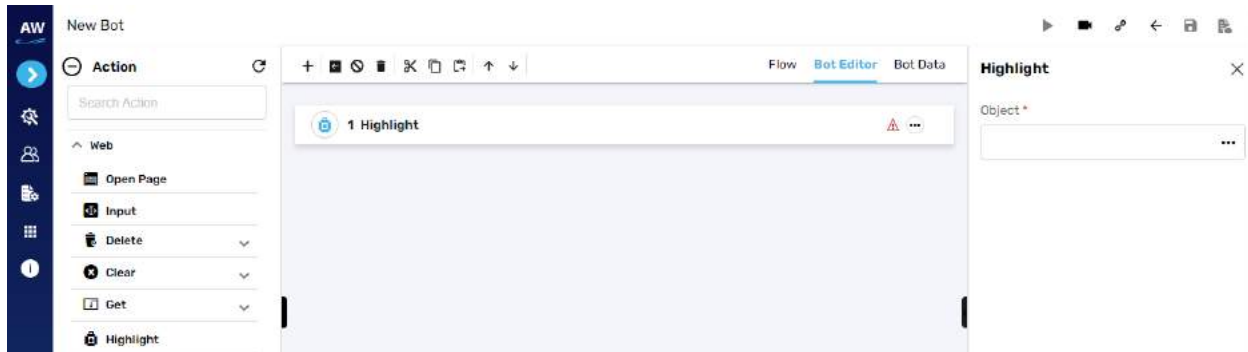 AW
New Bot
Action
Search Action
Web
Open Page
Input
Delete
Clear
Get
Highlight
Flow Bot Editor Bot Data
1 Highlight
Highlight
Object *